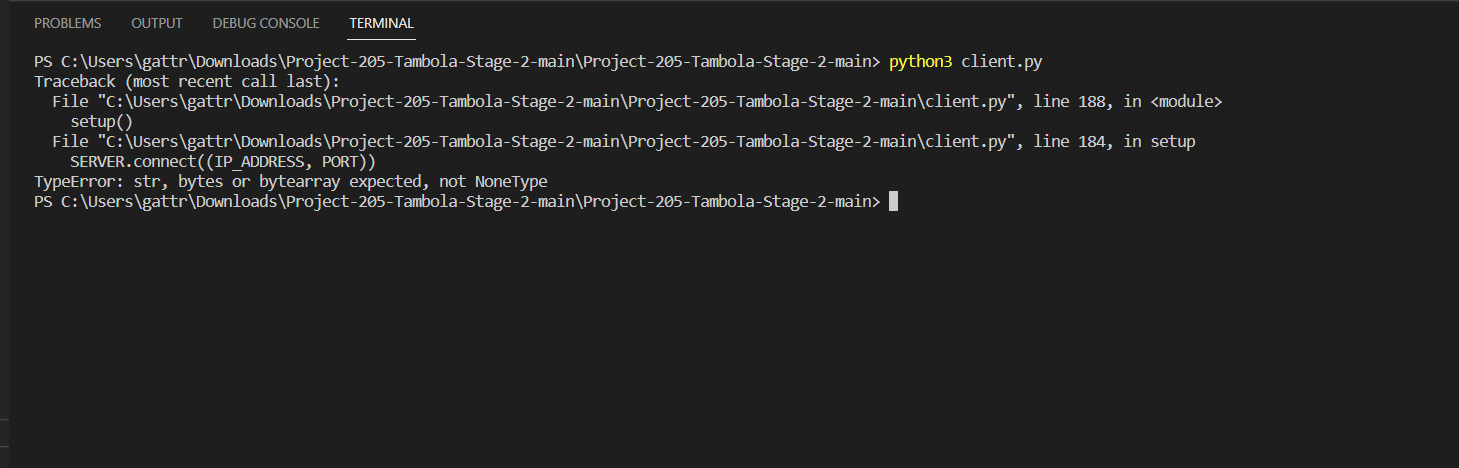 PROBLEMS OUTPUT DEBUG CONSOLE TERMINAL
PS C:\Users\gattr\Downloads\Project-205-Tambola-Stage-2-main\Project-205-Tambola-Stage-2-main> python3 client.py
Traceback (most recent call last):
  File "C:\Users\gattr\Downloads\Project-205-Tambola-Stage-2-main\Project-205-Tambola-Stage-2-main\client.py", line 188, in <module>
    setup()
  File "C:\Users\gattr\Downloads\Project-205-Tambola-Stage-2-main\Project-205-Tambola-Stage-2-main\client.py", line 184, in setup
    SERVER.connect((IP_ADDRESS, PORT))
TypeError: str, bytes or bytearray expected, not NoneType
PS C:\Users\gattr\Downloads\Project-205-Tambola-Stage-2-main\Project-205-Tambola-Stage-2-main>